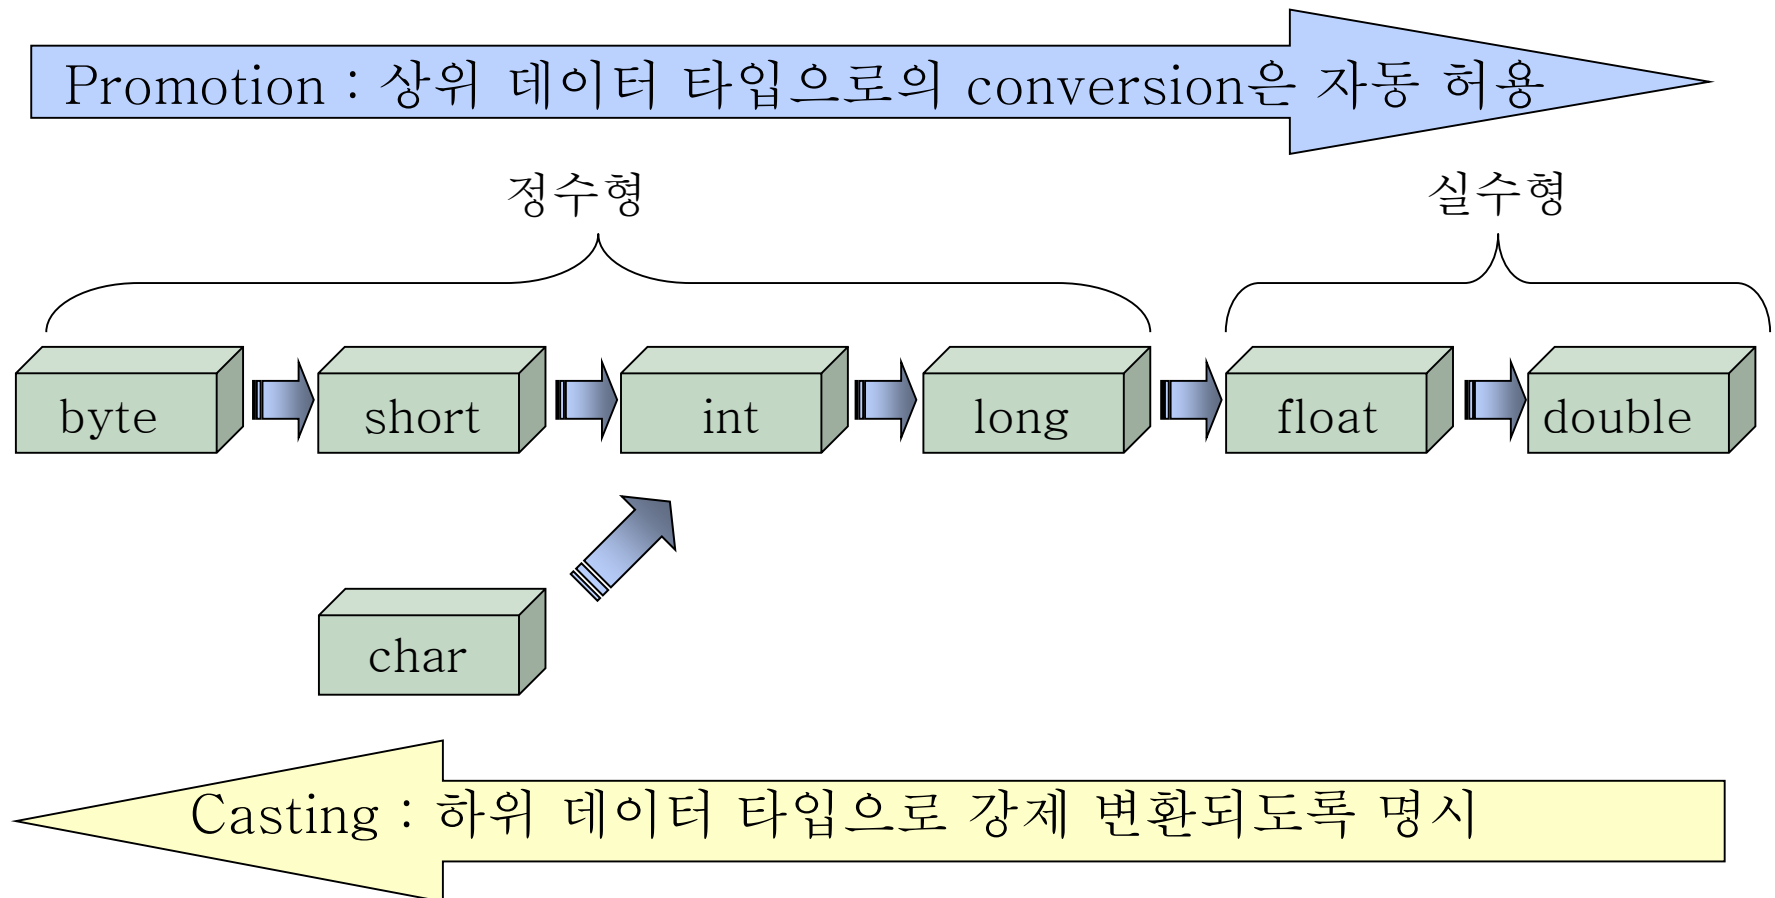 Promotion : 상위 데이터 타입으로의 conversion은 자동 허용
정수형
실수형
byte
short
int
long
float
double
char
Casting : 하위 데이터 타입으로 강제 변환되도록 명시